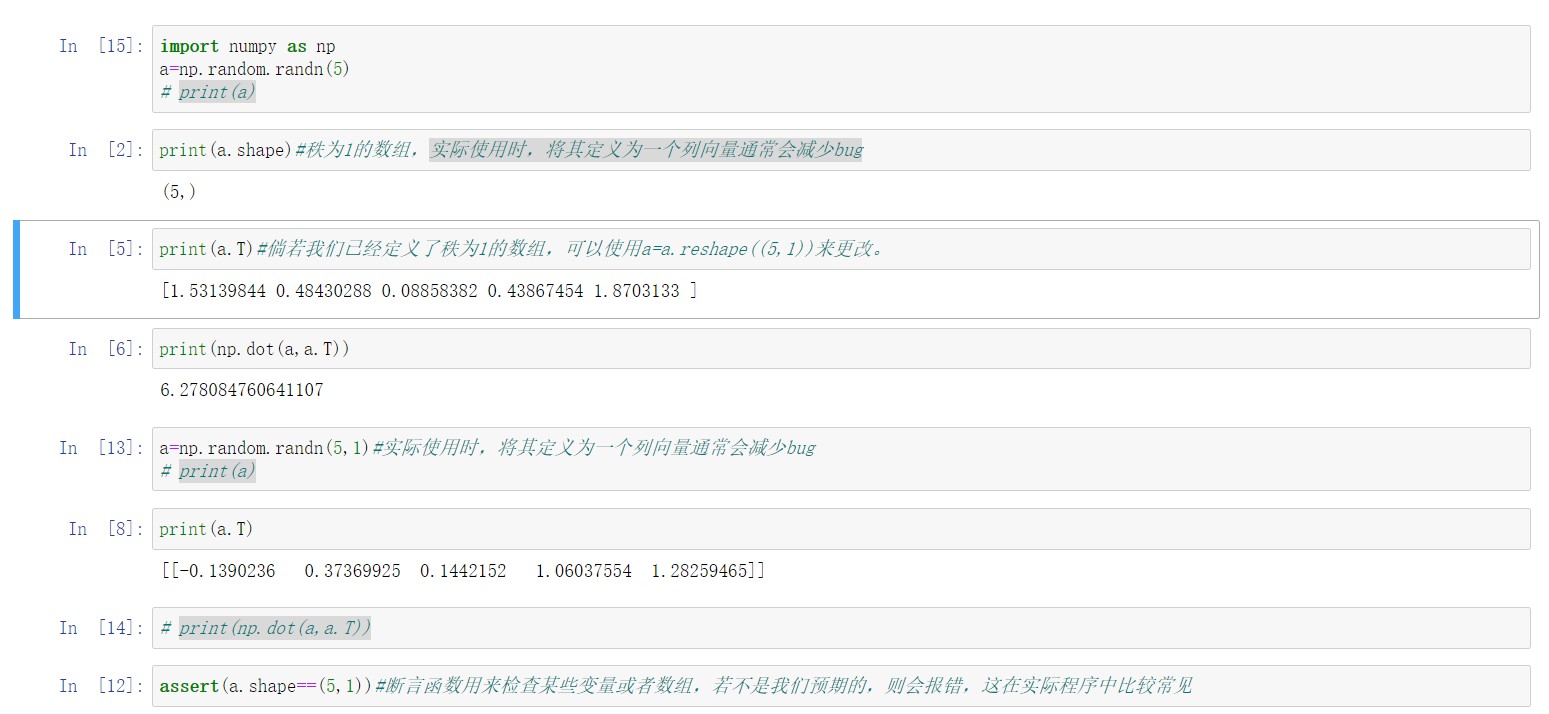 In [15]: import numpy as np
a=np.random.randn(5)
# print(a)
In [2]: print(a.shape)#秩为1的数组，实际使用时，将其定义为一个列向量通常会减少bug
(5,)
In [5]: print(a.T)#倘若我们已经定义了秩为1的数组，可以使用a=a.reshape((5,1))来更改。
[1.53139844 0.48430288 0.08858382 0.43867454 1.8703133 ]
In [6]: print(np.dot(a,a.T))
6.278084760641107
In [13]: a=np.random.randn(5,1)#实际使用时，将其定义为一个列向量通常会减少bug
# print(a)
In [8]: print(a.T)
[[-0.1390236   0.37369925  0.1442152   1.06037554  1.28259465]]
In [14]: # print(np.dot(a,a.T))
In [12]: assert(a.shape==(5,1))#断言函数用来检查某些变量或者数组，若不是我们预期的，则会报错，这在实际程序中比较常见